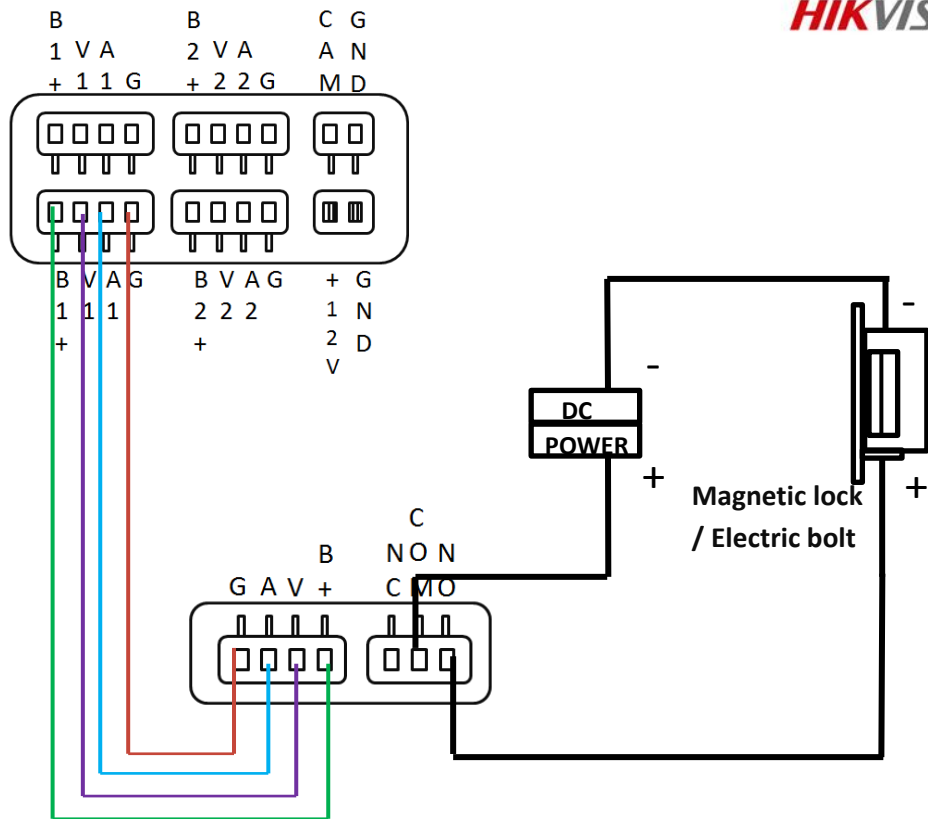 HIKVIS
B B C G
1 V A 2 V A A N
+ 1 1 G + 2 2 G M D
B V A G B V A G + G
1 1 1 2 2 2 1 N
+ + 2 D
V
-
-
DC
POWER
+
+
Magnetic lock
/ Electric bolt
C
B N O N
G A V + C M O